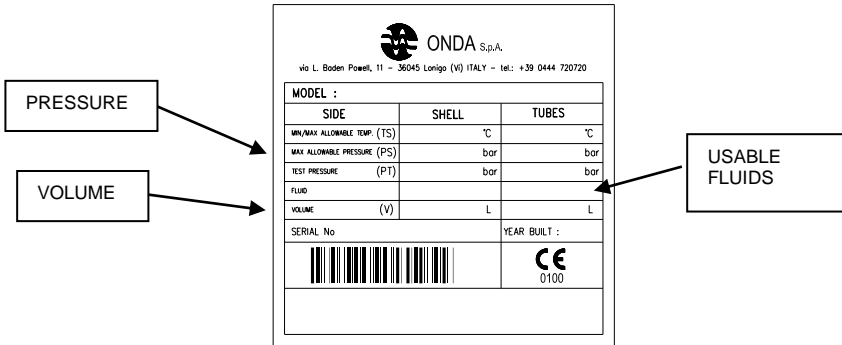 ONDA S.p.A.
via L. Baden Powell, 11 - 36045 Lonigo (Vi) ITALY - tel.: +39 0444 720720
MODEL :
SIDE SHELL TUBES
MIN/MAX ALLOWABLE TEMP. (TS) °C °C
MAX ALLOWABLE PRESSURE (PS) bar bar
TEST PRESSURE (PT) bar bar
FLUID
VOLUME (V) L L
SERIAL No YEAR BUILT :
CE
0100
PRESSURE
VOLUME
USABLE
FLUIDS